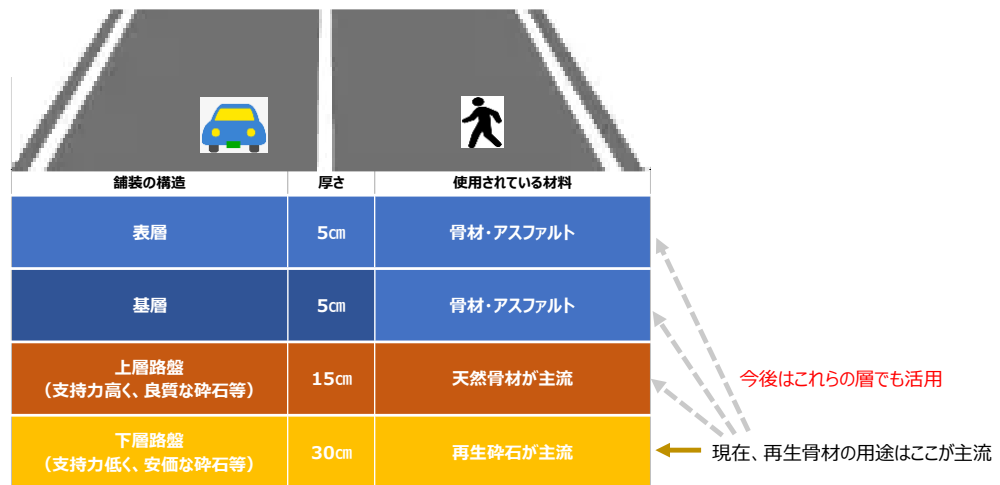 舗装の構造 厚さ 使用されている材料
表層 5㎝ 骨材・アスファルト
基層 5㎝ 骨材・アスファルト
上層路盤
（支持力高く、良質な砕石等） 15㎝ 天然骨材が主流
下層路盤
（支持力低く、安価な砕石等） 30㎝ 再生砕石が主流
今後はこれらの層でも活用
現在、再生骨材の用途はここが主流